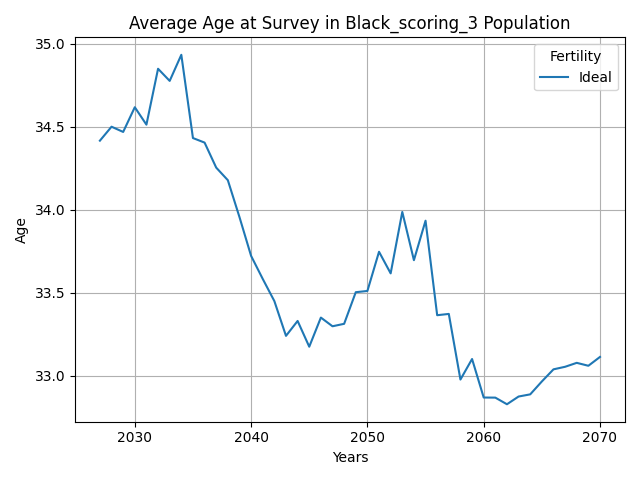 Average Age at Survey in Black_scoring_3 Population
Fertility
Ideal
35.0
34.5
34.0
33.5
33.0
Age
2030 2040 2050 2060 2070
Years